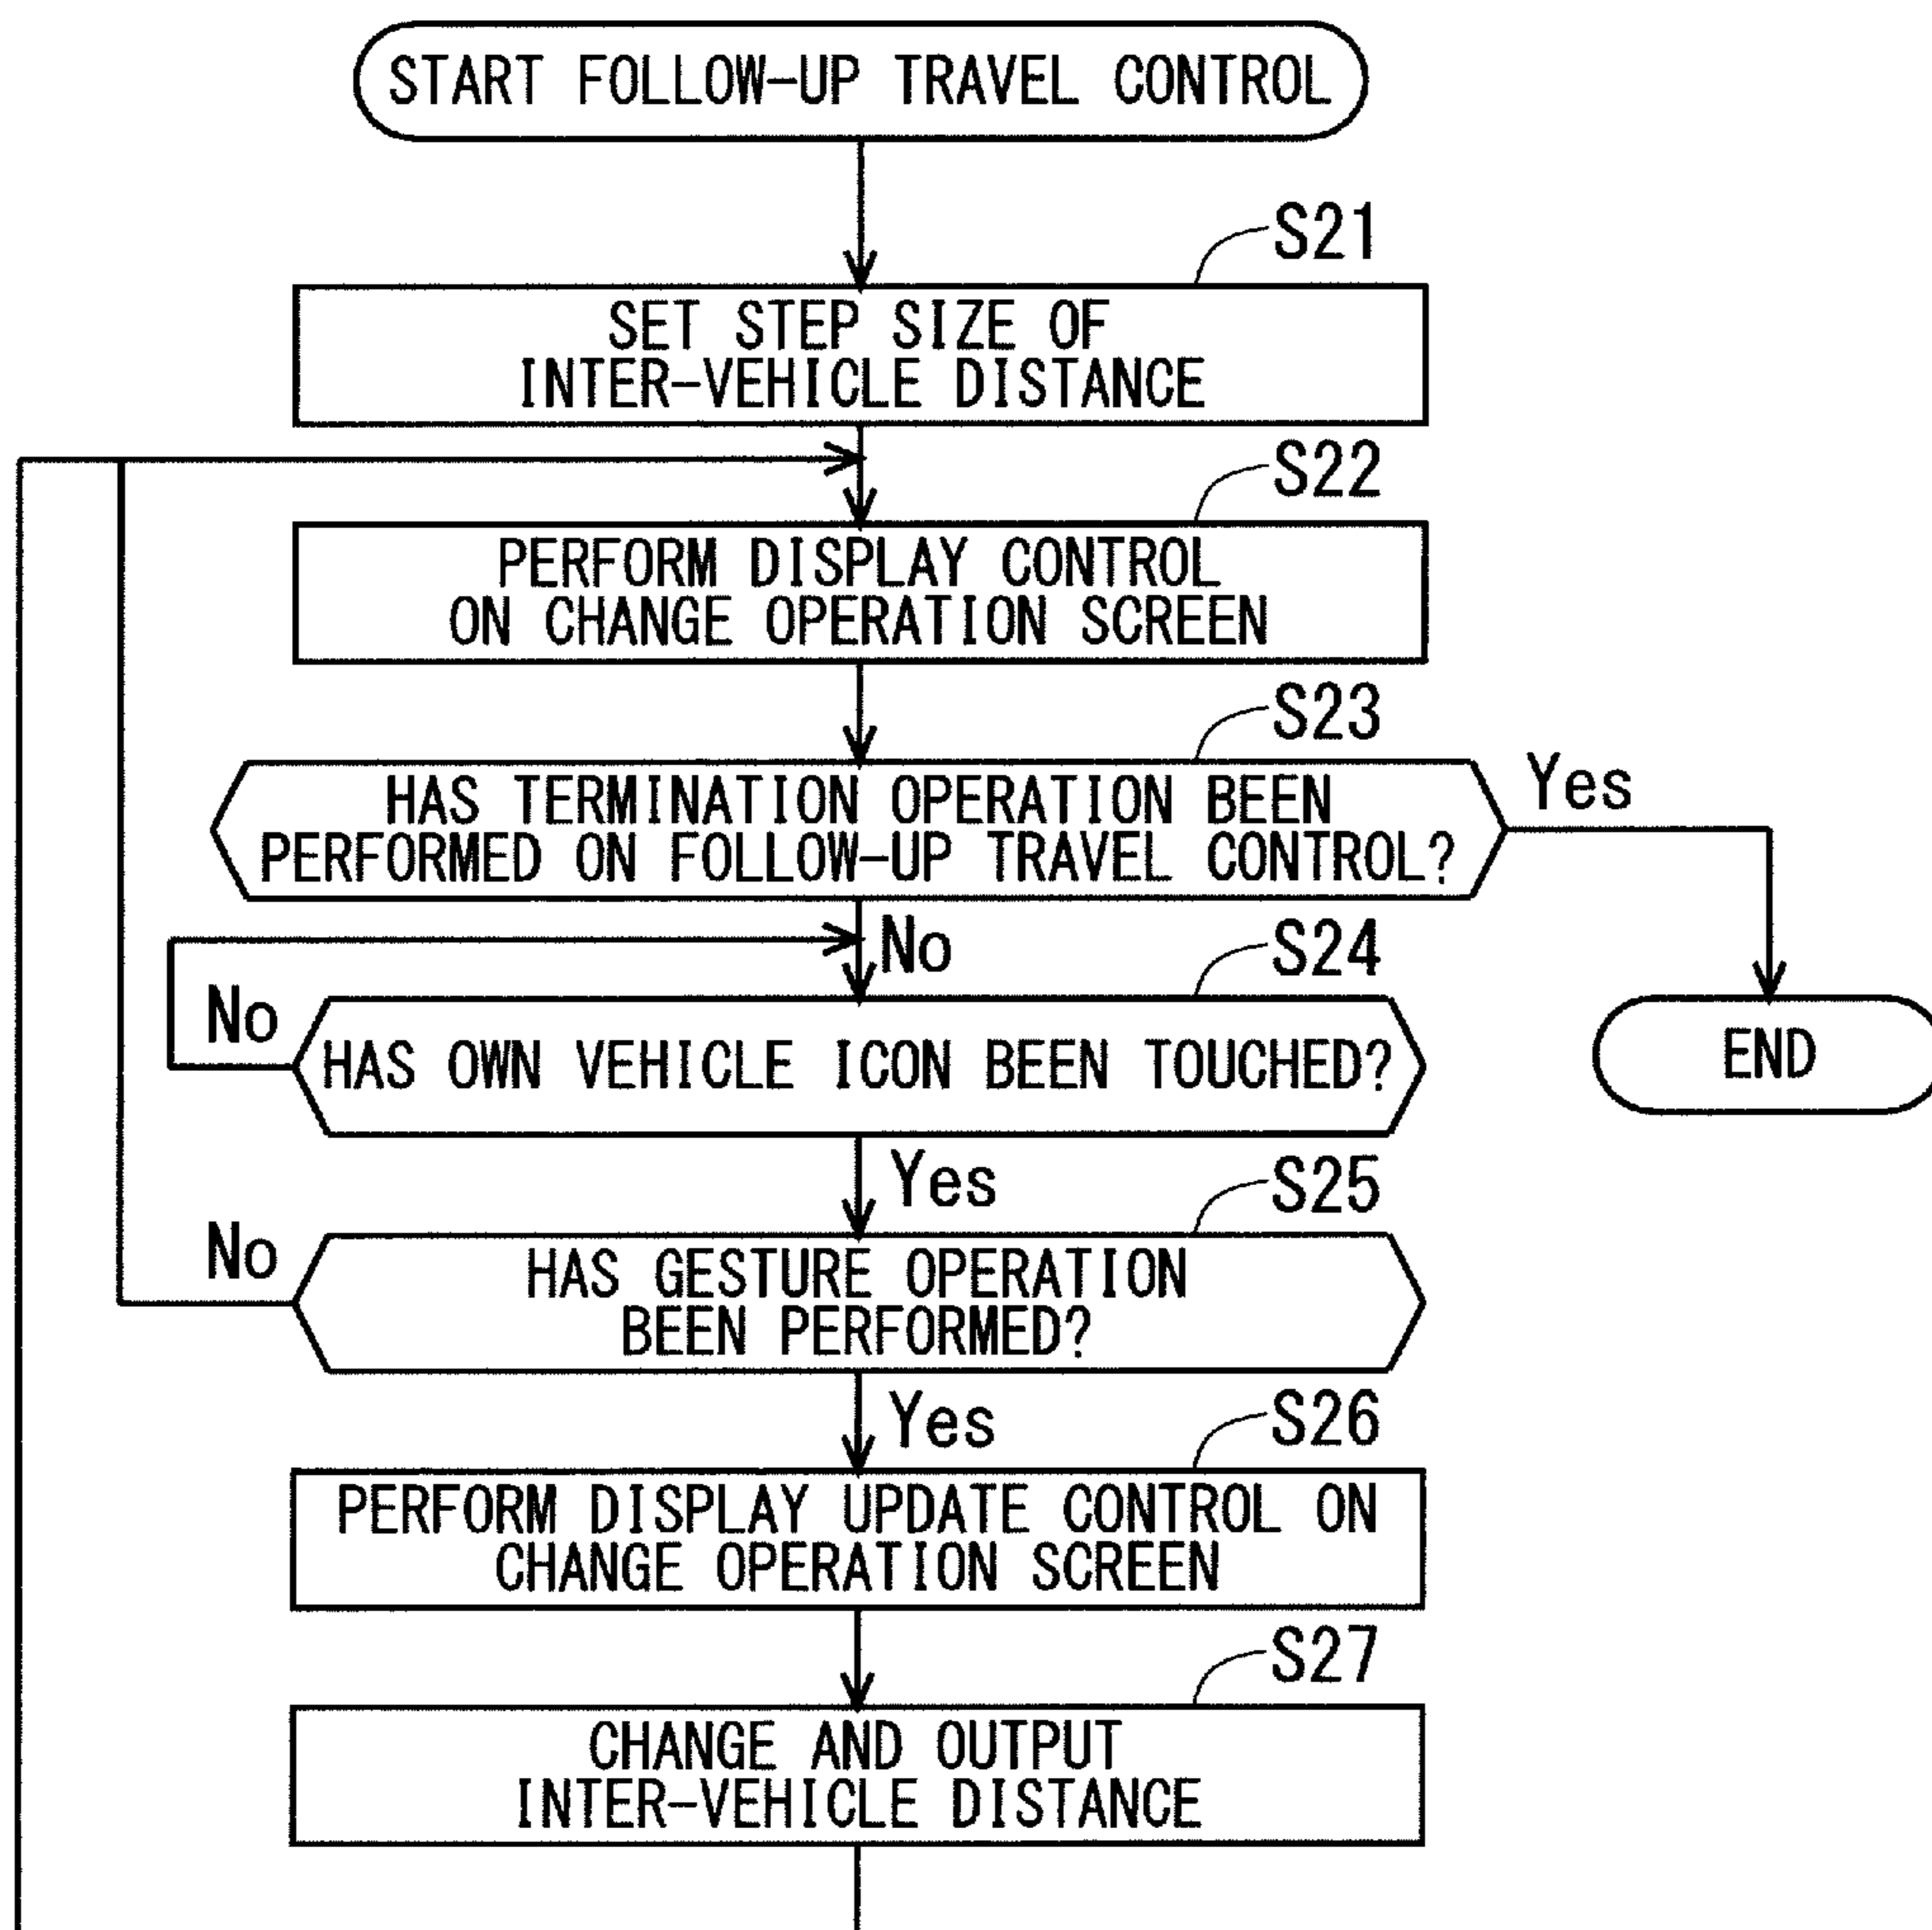 START FOLLOW-UP TRAVEL CONTROL
S21
SET STEP SIZE OF
INTER-VEHICLE DISTANCE
S22
PERFORM DISPLAY CONTROL
ON CHANGE OPERATION SCREEN
S23
HAS TERMINATION OPERATION BEEN
PERFORMED ON FOLLOW-UP TRAVEL CONTROL?
Yes
No
S24
No
HAS OWN VEHICLE ICON BEEN TOUCHED?
END
Yes
S25
No
HAS GESTURE OPERATION
BEEN PERFORMED?
Yes
S26
PERFORM DISPLAY UPDATE CONTROL ON
CHANGE OPERATION SCREEN
S27
CHANGE AND OUTPUT
INTER-VEHICLE DISTANCE